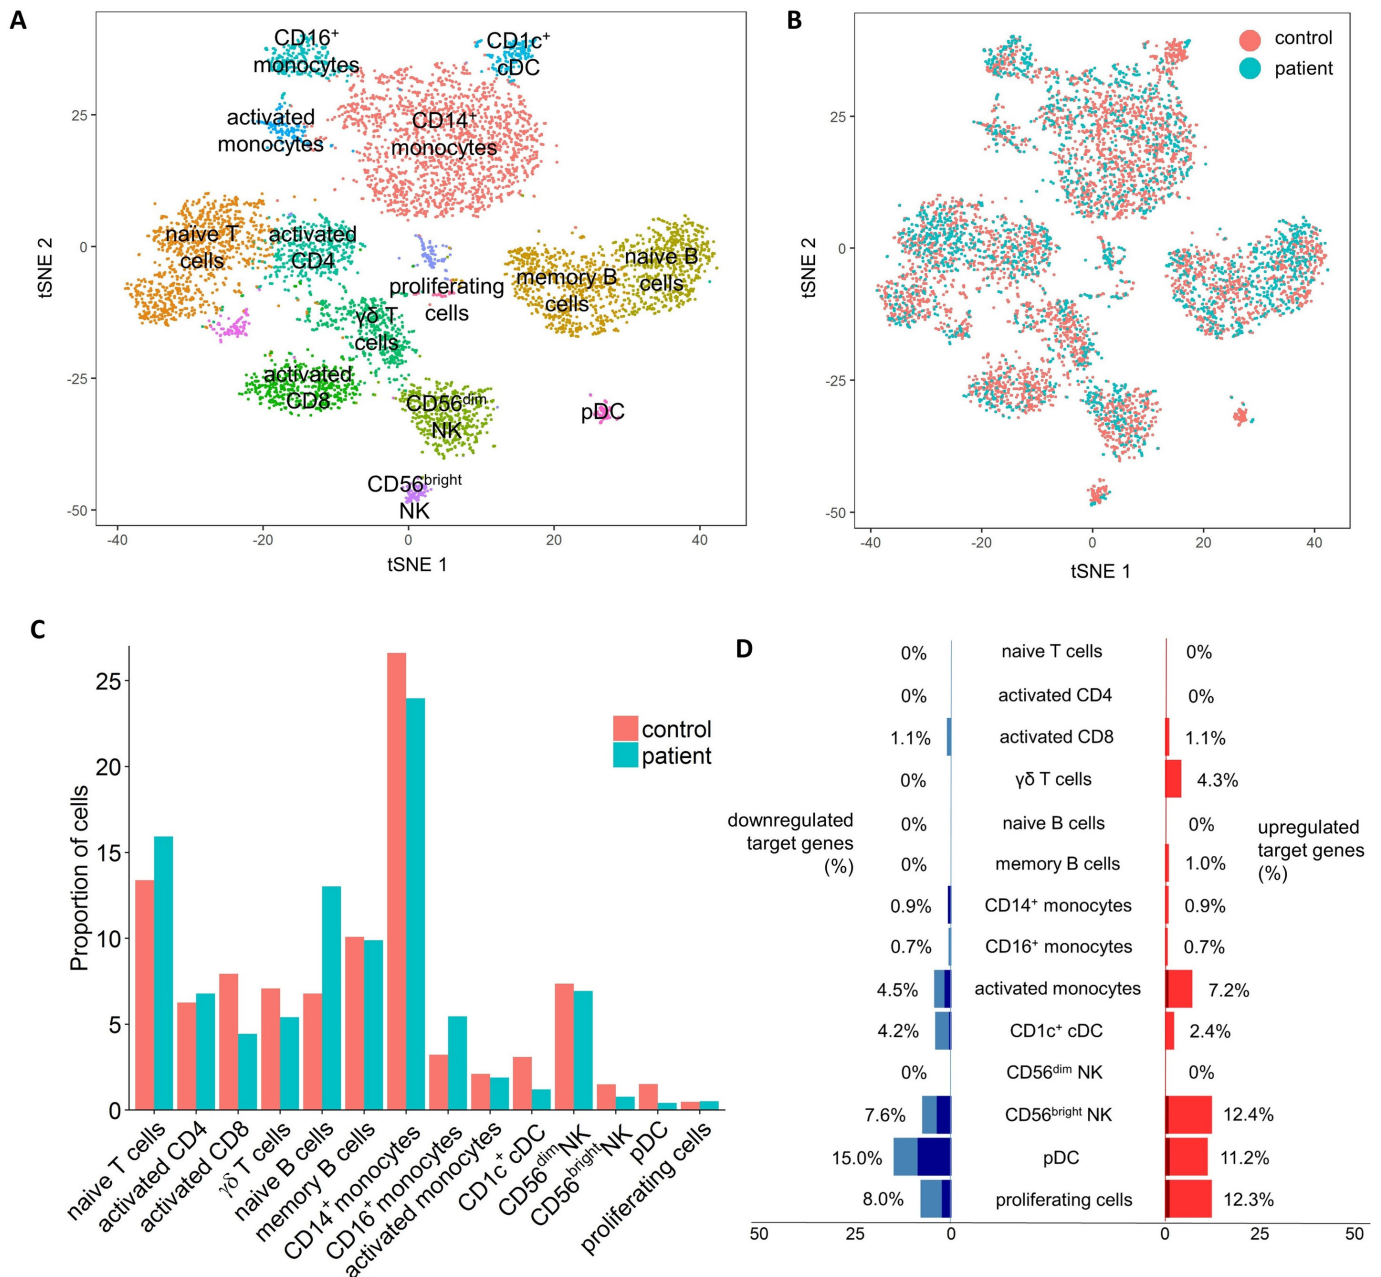 A
CD16+
monocytes
CD1c+
cDC
activated
monocytes
CD14+
monocytes
naïve T
cells
activated
CD4
proliferating
cells
memory B
cells
naive B
cells
γδ T
cells
activated
CD8
CD56dim
NK
pDC
CD56bright
NK
25
0
-25
-50
tSNE 2
-40
-20
0
20
40
tSNE 1
B
control
patient
25
0
-25
-50
tSNE 2
-40
-20
0
20
40
tSNE 1
C
Proportion of cells
25
20
15
10
5
0
control
patient
naive T cells
activated CD4
activated CD8
γδ T cells
naive B cells
memory B cells
CD14+ monocytes
CD16+ monocytes
activated monocytes
CD1c+ cDC
CD56dim NK
CD56bright NK
pDC
proliferating cells
D
0% naive T cells 0%
0% activated CD4 0%
1.1% activated CD8 1.1%
0% γδ T cells 4.3%
0% naive B cells 0%
0% memory B cells 1.0%
0.9% CD14+ monocytes 0.9%
0.7% CD16+ monocytes 0.7%
4.5% activated monocytes 7.2%
4.2% CD1c+ cDC 2.4%
0% CD56dim NK 0%
7.6% CD56bright NK 12.4%
15.0% pDC 11.2%
8.0% proliferating cells 12.3%
downregulated
target genes
(%)
upregulated
target genes
(%)
50 25 0 0 25 50